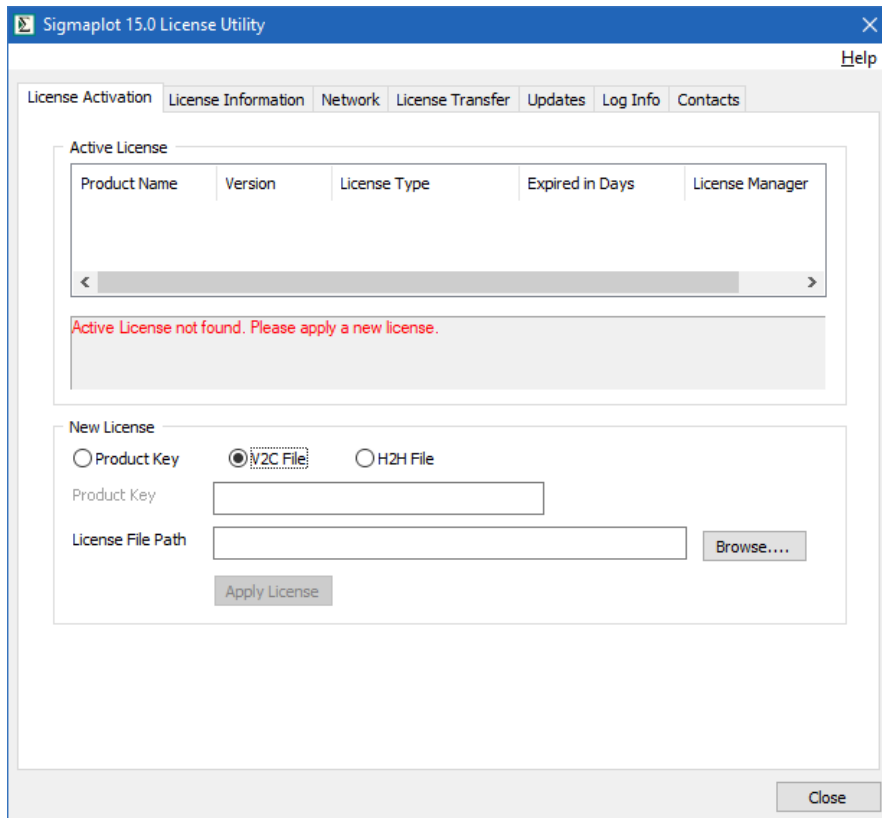 Sigmaplot 15.0 License Utility
Help
License Activation License Information Network License Transfer Updates Log Info Contacts
Active License
Product Name Version License Type Expired in Days License Manager
Active License not found. Please apply a new license.
New License
Product Key V2C File H2H File
Product Key
License File Path Browse....
Apply License
Close